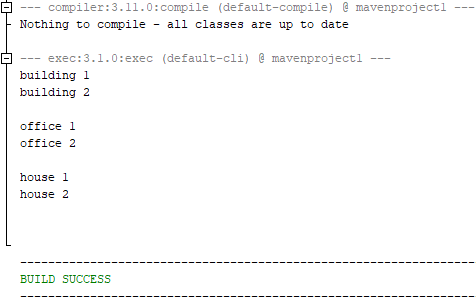 --- compiler:3.11.0:compile (default-compile) @ mavenproject1 ---
Nothing to compile - all classes are up to date
--- exec:3.1.0:exec (default-cli) @ mavenproject1 ---
building 1
building 2
office 1
office 2
house 1
house 2
------------------------------------------------------------------------
BUILD SUCCESS
------------------------------------------------------------------------